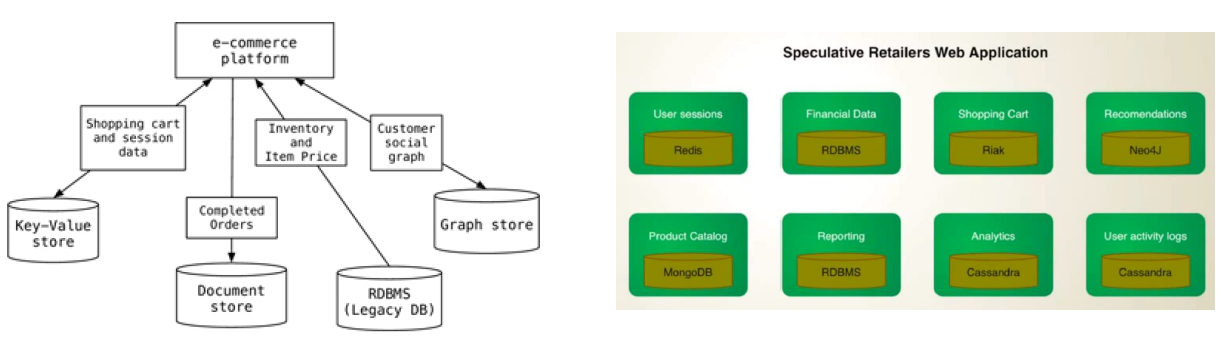 e-commerce
platform
Shopping cart
and session
data
Inventory
and
Item Price
Customer
social
graph
Completed
Orders
Key-Value
store
Graph store
Document
store
RDBMS
(Legacy DB)
Speculative Retailers Web Application
User sessions
Redis
Financial Data
RDBMS
Shopping Cart
Riak
Recomendations
Neo4J
Product Catalog
MongoDB
Reporting
RDBMS
Analytics
Cassandra
User activity logs
Cassandra